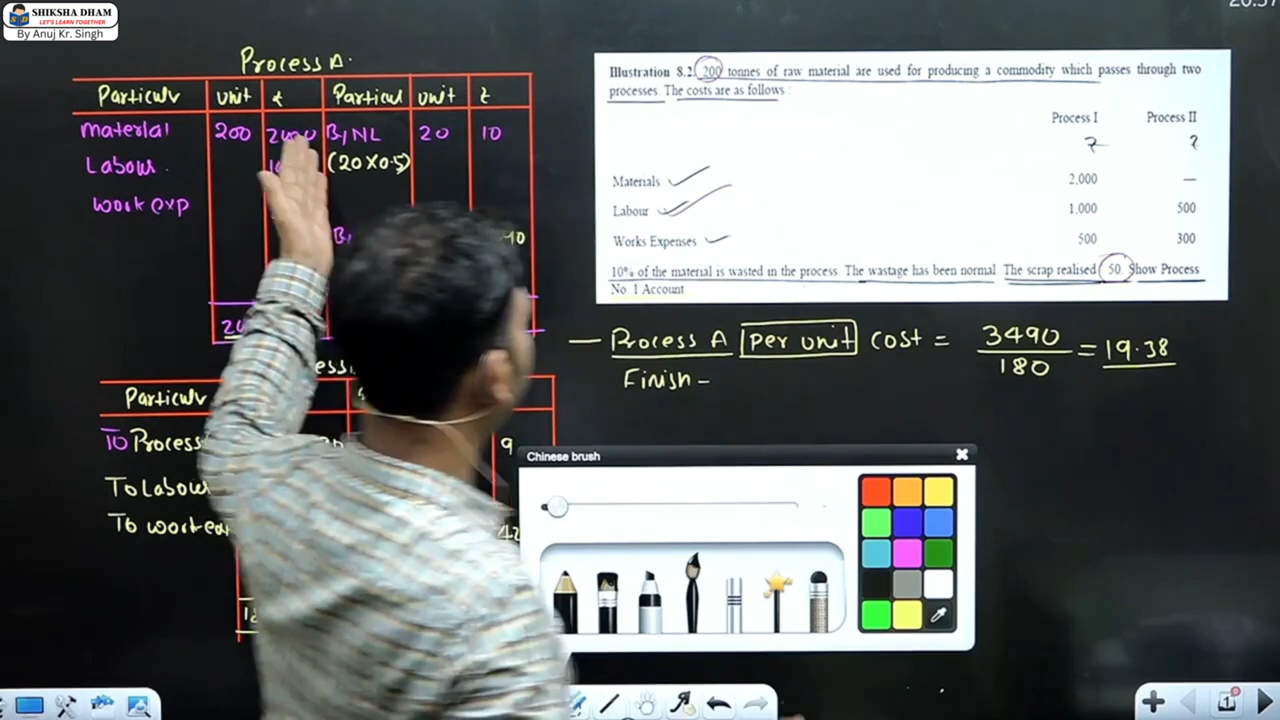 SHIKSHA DHAM
LET'S LEARN TOGETHER
By Anuj Kr. Singh
Process A.
Particulr unit ₹ Particul unit ₹
material 200 2000 By NL 20 10
Labour. (20 X 0.5)
work exp
Particulr
To Process
To Labour
To work exp
Illustration 8.2. 200 tonnes of raw material are used for producing a commodity which passes through two
processes. The costs are as follows :
Process I Process II
₹ ₹
Materials 2,000 —
Labour 1,000 500
Works Expenses 500 300
10% of the material is wasted in the process. The wastage has been normal. The scrap realised 50. Show Process
No. 1 Account
— Process A per unit cost = 3490 / 180 = 19.38
Finish -
Chinese brush